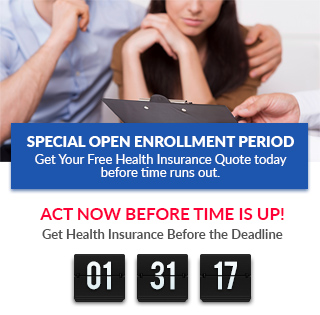 SPECIAL OPEN ENROLLMENT PERIOD
Get Your Free Health Insurance Quote today
before time runs out.
ACT NOW BEFORE TIME IS UP!
Get Health Insurance Before the Deadline
01 31 17